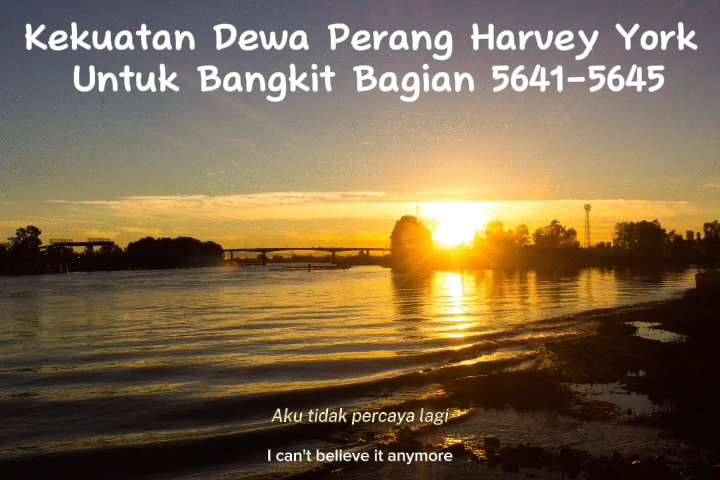 Kekuatan Dewa Perang Harvey York
Untuk Bangkit Bagian 5641-5645
Aku tidak percaya lagi
I can't believe it anymore